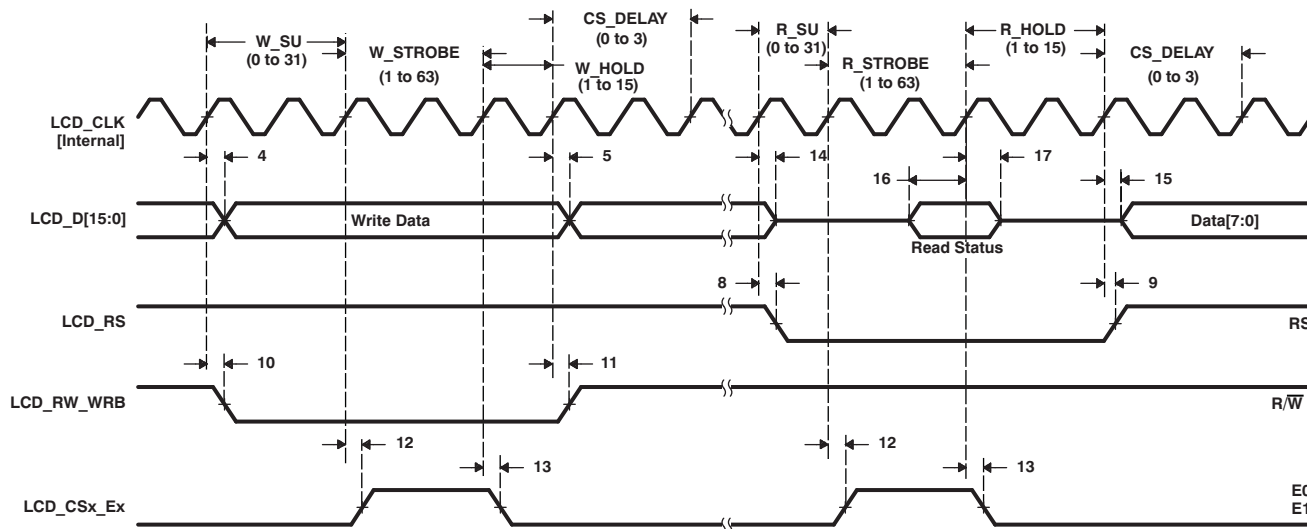 CS_DELAY
(0 to 3)
W_SU
(0 to 31)
W_STROBE
(1 to 63)
W_HOLD
(1 to 15)
R_SU
(0 to 31)
R_STROBE
(1 to 63)
R_HOLD
(1 to 15)
CS_DELAY
(0 to 3)
LCD_CLK
[Internal]
4
5
14
16
17
15
LCD_D[15:0]
Write Data
Read Status
Data[7:0]
8
9
LCD_RS
RS
10
11
LCD_RW_WRB
R/W̅
12
13
12
13
LCD_CSx_Ex
E0
E1